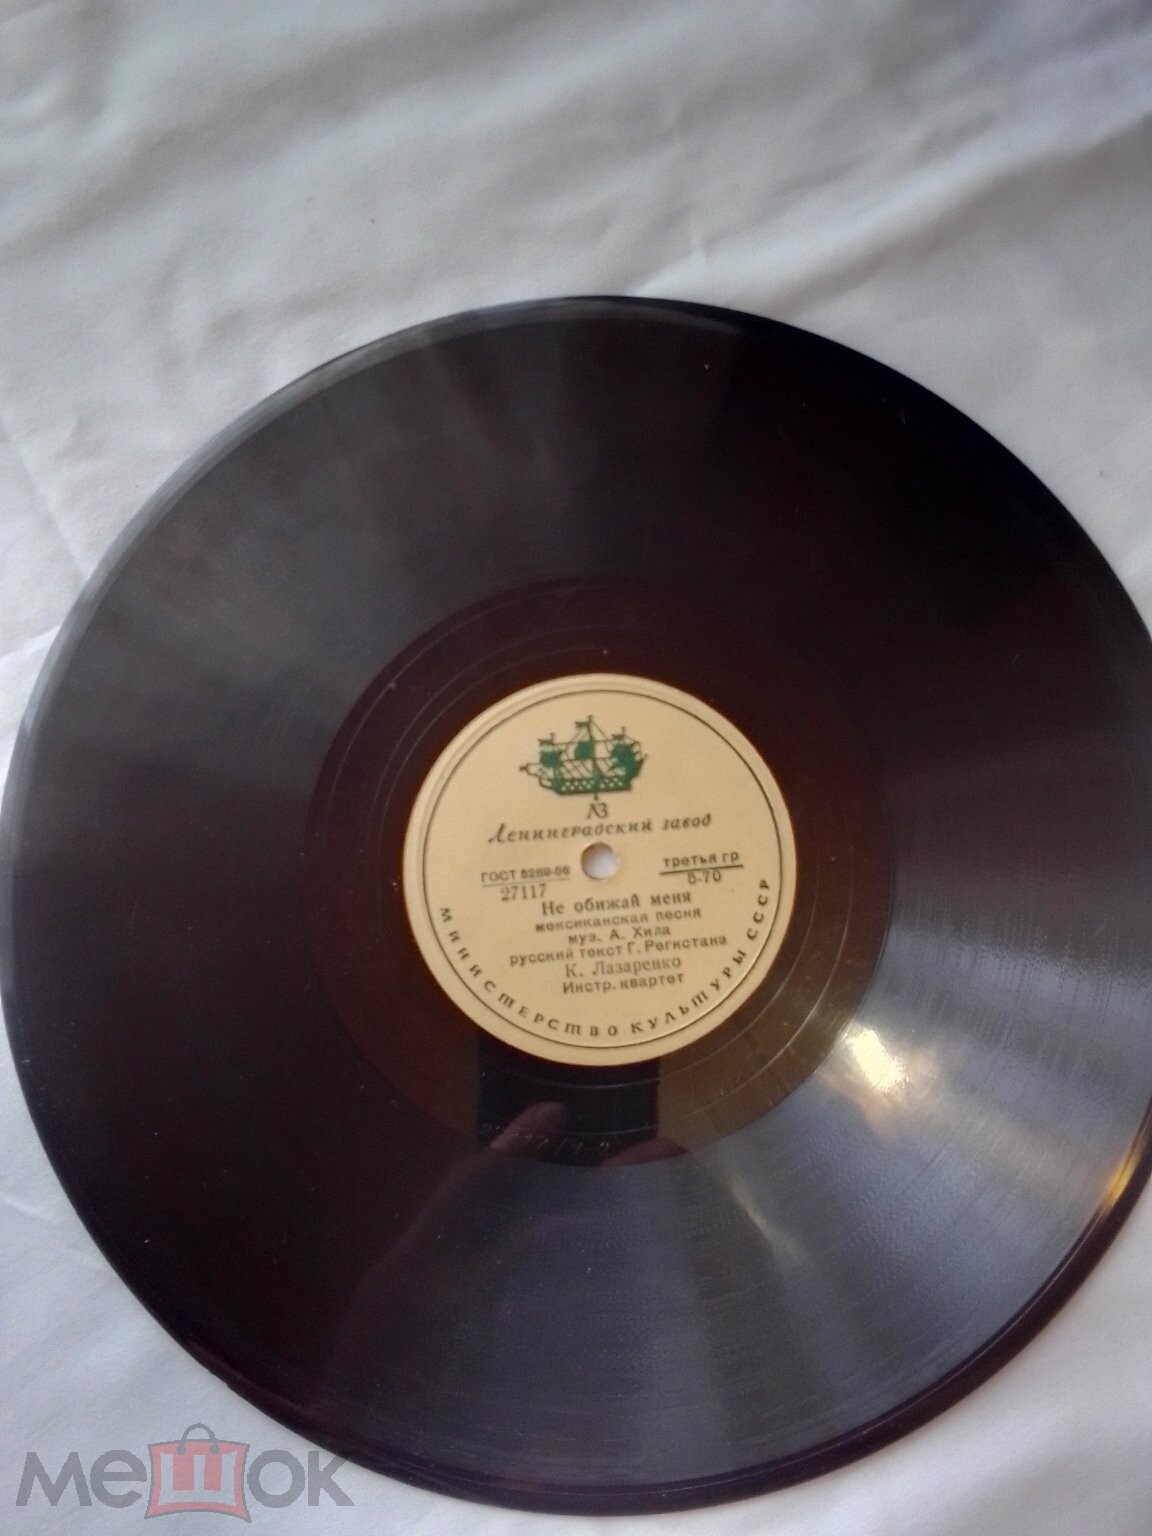 ЛЗ
Ленинградский завод
ГОСТ 5289-56
третья гр
6-70
27117
Не обижай меня
мексиканская песня
муз. А. Хила
русский текст Г. Регистана
К. Лазаренко
Инстр. квартет
МИНИСТЕРСТВО КУЛЬТУРЫ СССР
мешок